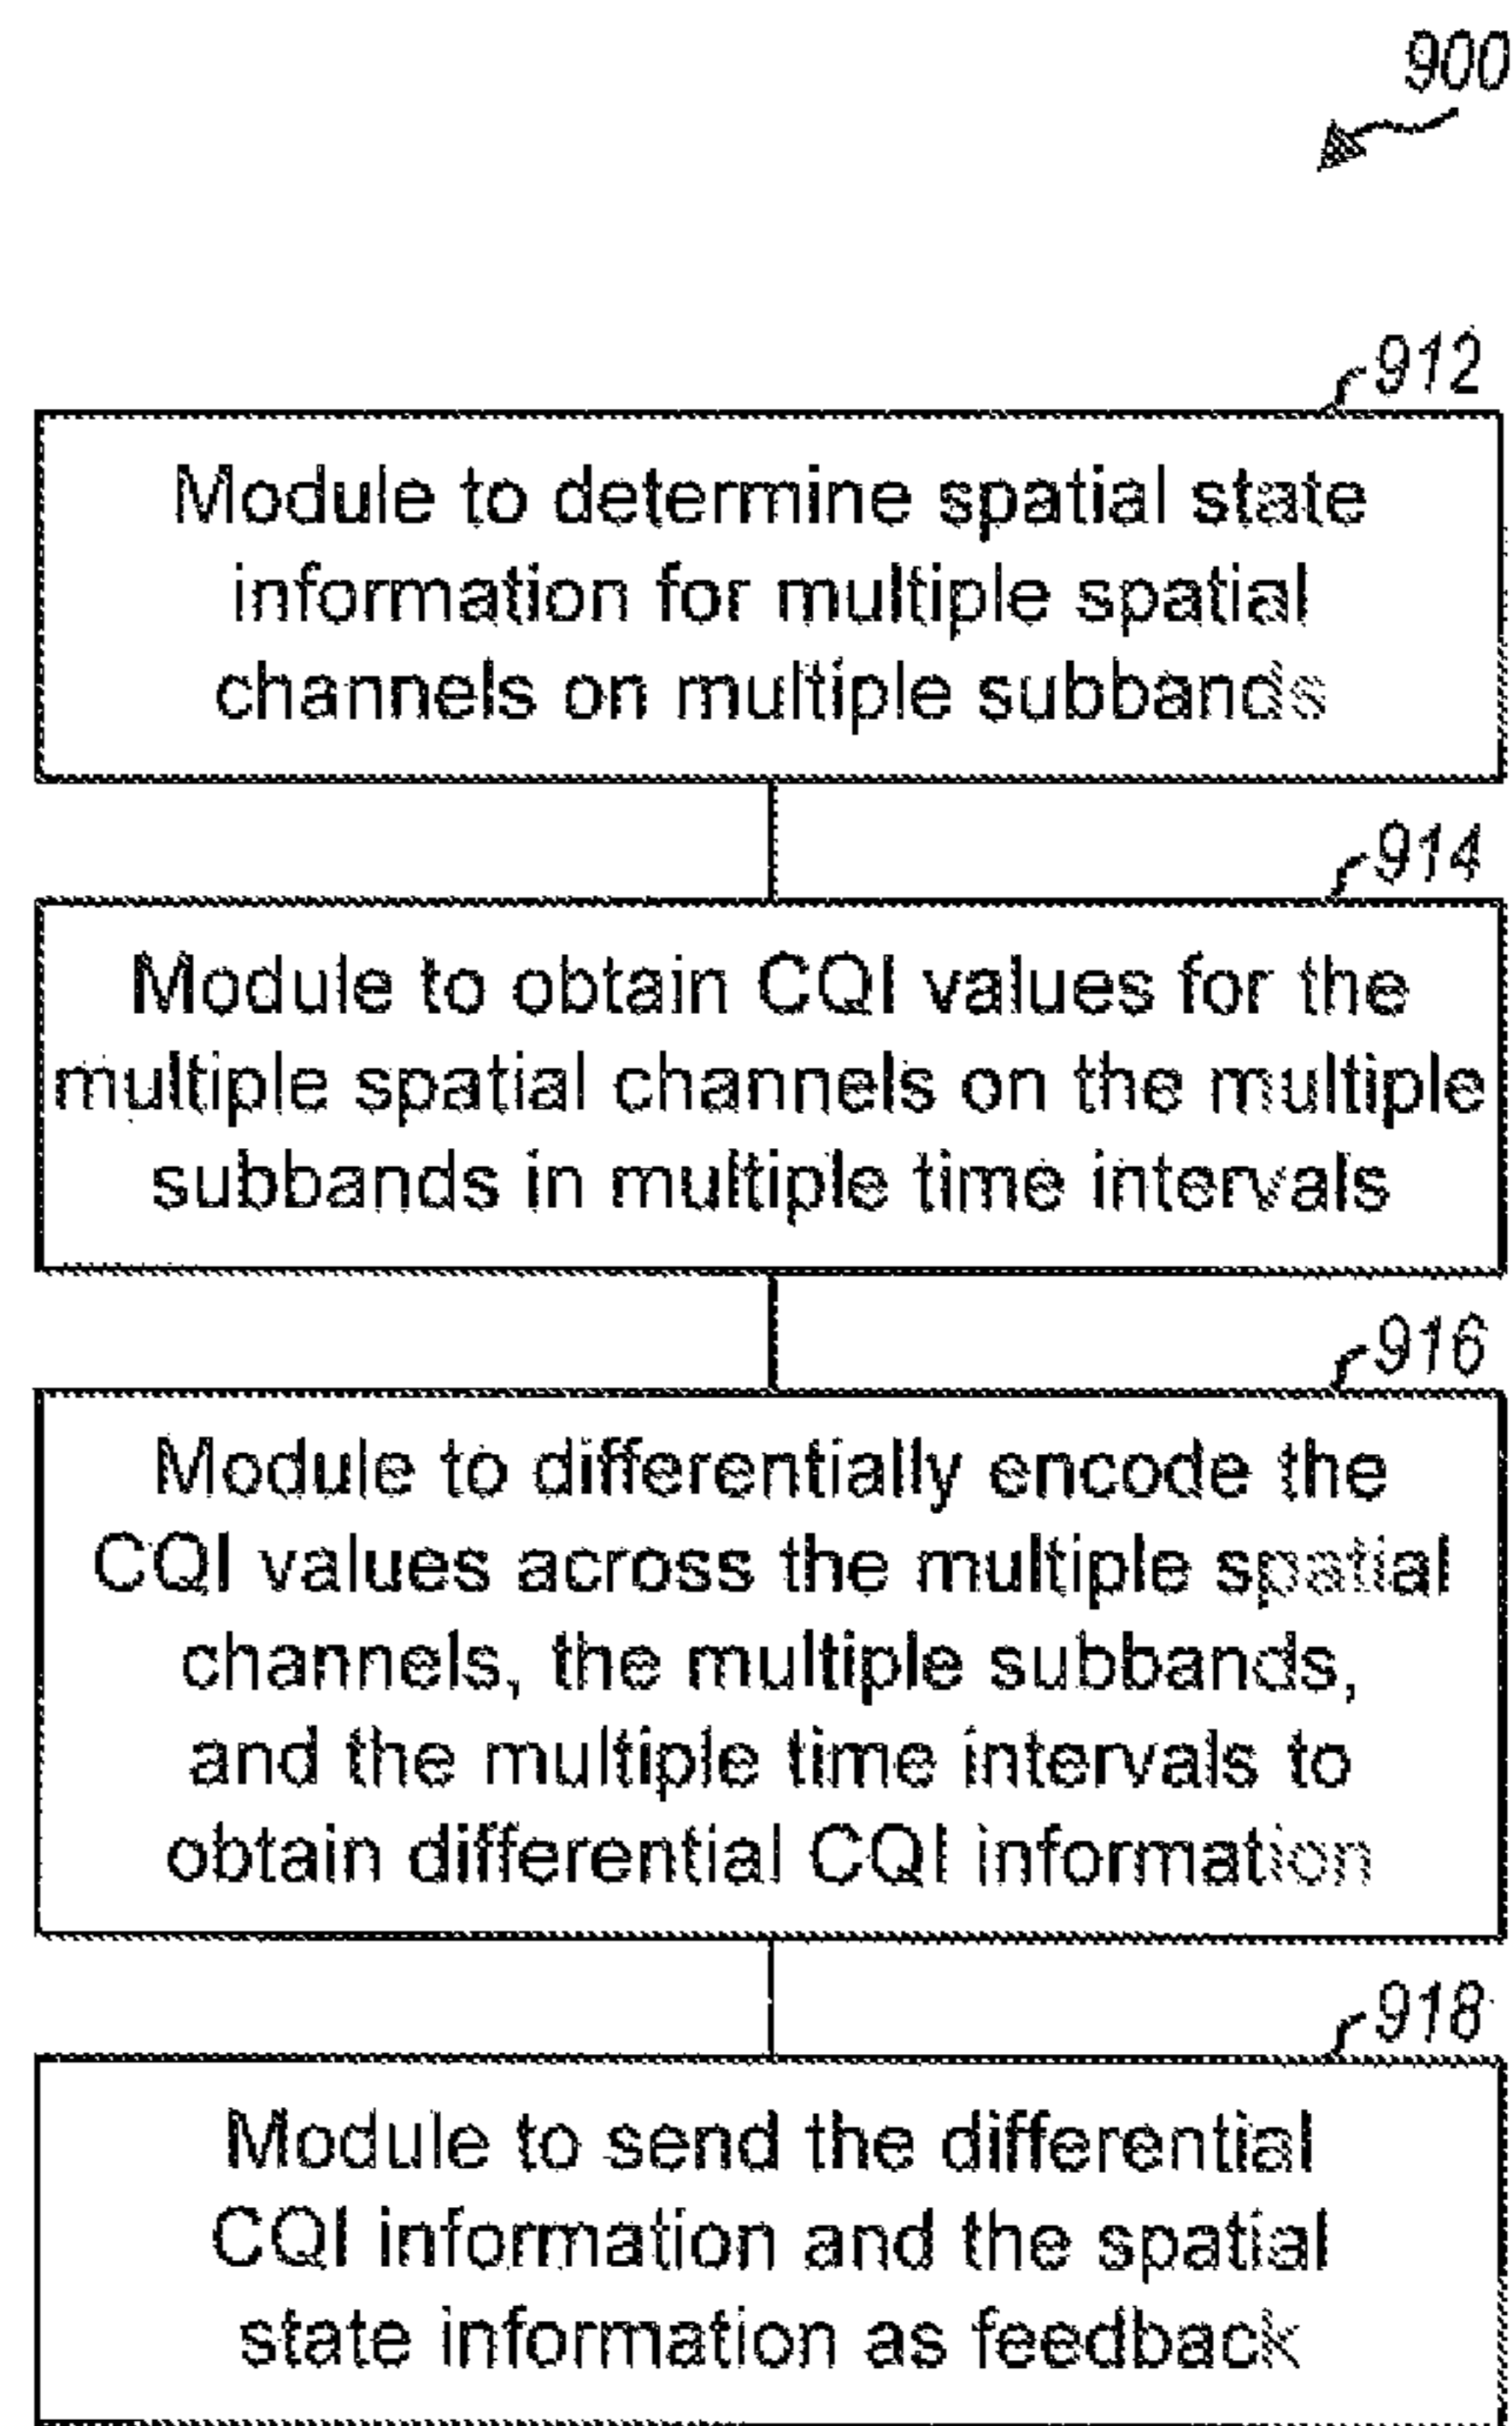 900
912
Module to determine spatial state
information for multiple spatial
channels on multiple subbands
914
Module to obtain CQI values for the
multiple spatial channels on the multiple
subbands in multiple time intervals
916
Module to differentially encode the
CQI values across the multiple spatial
channels, the multiple subbands,
and the multiple time intervals to
obtain differential CQI information
918
Module to send the differential
CQI information and the spatial
state information as feedback